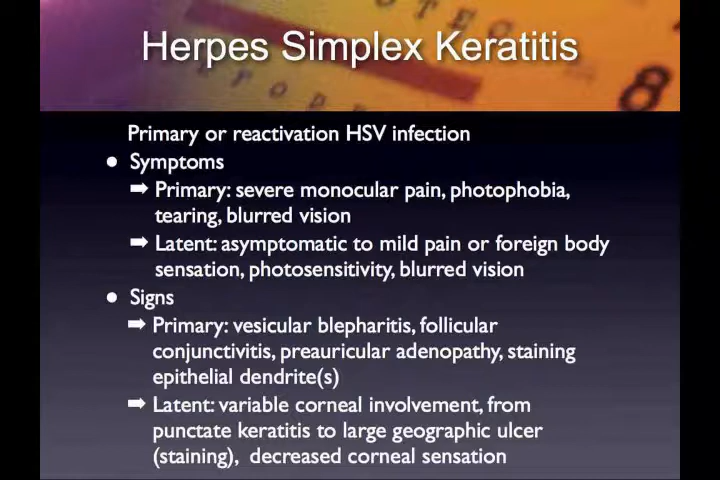 Herpes Simplex Keratitis
8
Primary or reactivation HSV infection
● Symptoms
➡ Primary: severe monocular pain, photophobia,
tearing, blurred vision
➡ Latent: asymptomatic to mild pain or foreign body
sensation, photosensitivity, blurred vision
● Signs
➡ Primary: vesicular blepharitis, follicular
conjunctivitis, preauricular adenopathy, staining
epithelial dendrite(s)
➡ Latent: variable corneal involvement, from
punctate keratitis to large geographic ulcer
(staining), decreased corneal sensation